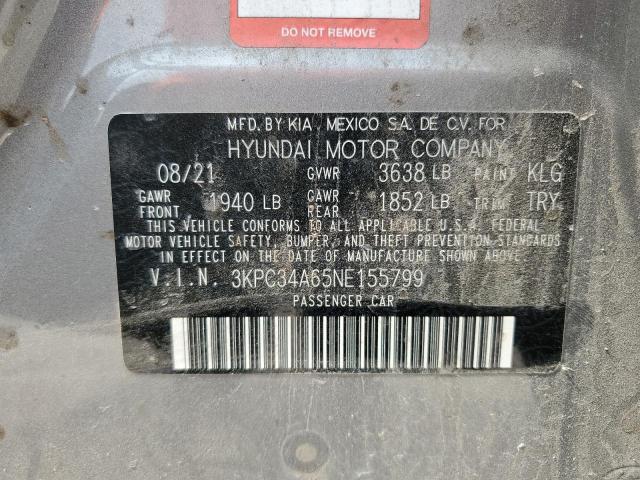 DO NOT REMOVE
MFD. BY KIA MEXICO S.A. DE C.V. FOR
HYUNDAI MOTOR COMPANY
08/21 GVWR 3638 LB PAINT KLG
GAWR FRONT 1940 LB GAWR REAR 1852 LB TRIM TRY
THIS VEHICLE CONFORMS TO ALL APPLICABLE U.S.A. FEDERAL
MOTOR VEHICLE SAFETY, BUMPER, AND THEFT PREVENTION STANDARDS
IN EFFECT ON THE DATE OF MANUFACTURE SHOWN ABOVE.
V.I.N. 3KPC34A65NE155799
PASSENGER CAR